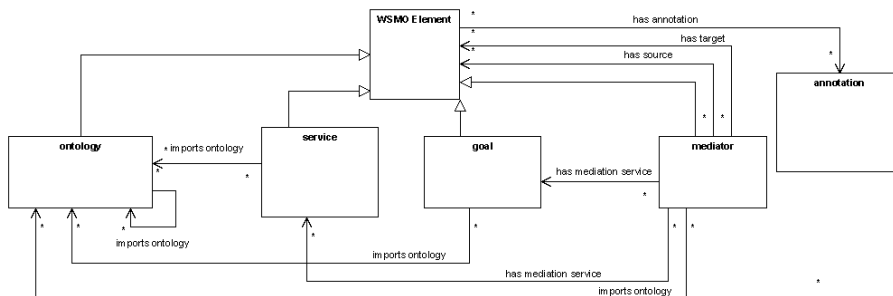 WSMO Element
*
has annotation
*
has target
*
has source
*
annotation
*
*
*
ontology
service
goal
mediator
* imports ontology
*
*
has mediation service
*
*
*
*
*
*
*
*
imports ontology
imports ontology
has mediation service
imports ontology
*